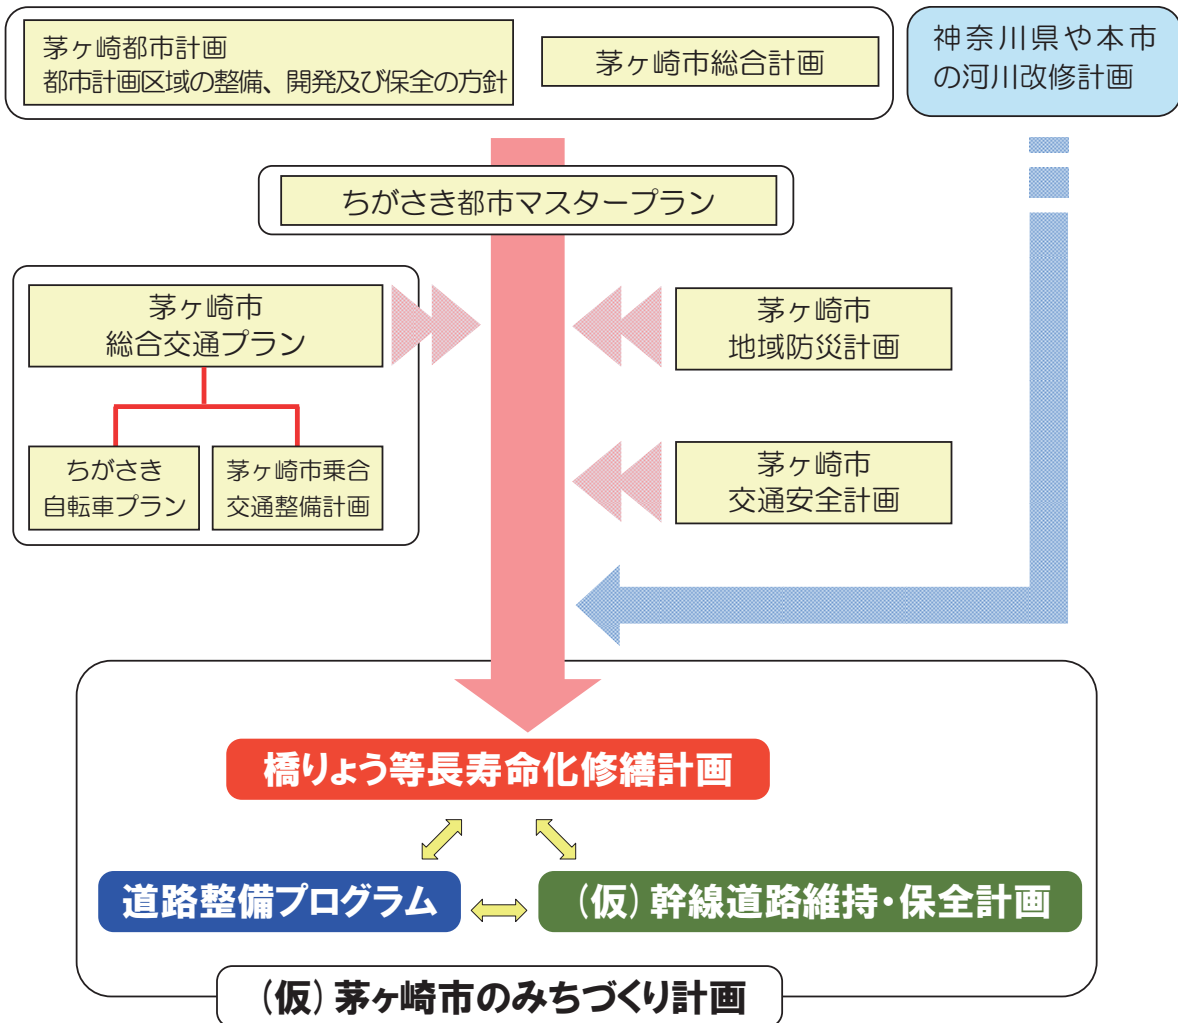 茅ヶ崎都市計画
都市計画区域の整備、開発及び保全の方針
茅ヶ崎市総合計画
神奈川県や本市
の河川改修計画
ちがさき都市マスタープラン
茅ヶ崎市
総合交通プラン
茅ヶ崎市
地域防災計画
ちがさき
自転車プラン
茅ヶ崎市乗合
交通整備計画
茅ヶ崎市
交通安全計画
橋りょう等長寿命化修繕計画
道路整備プログラム
(仮)幹線道路維持・保全計画
(仮)茅ヶ崎市のみちづくり計画